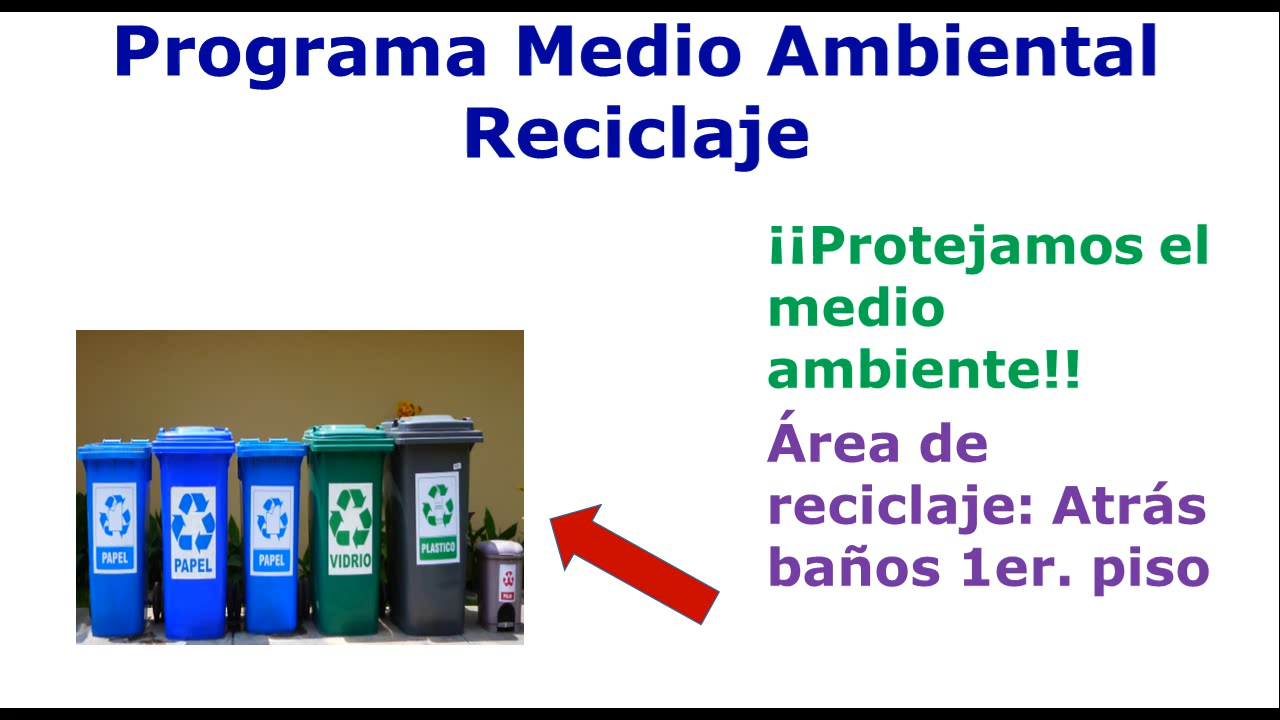 Programa Medio Ambiental
Reciclaje
¡¡Protejamos el
medio
ambiente!!
Área de
reciclaje: Atrás
baños 1er. piso
PAPEL
PAPEL
PAPEL
VIDRIO
PLASTICO